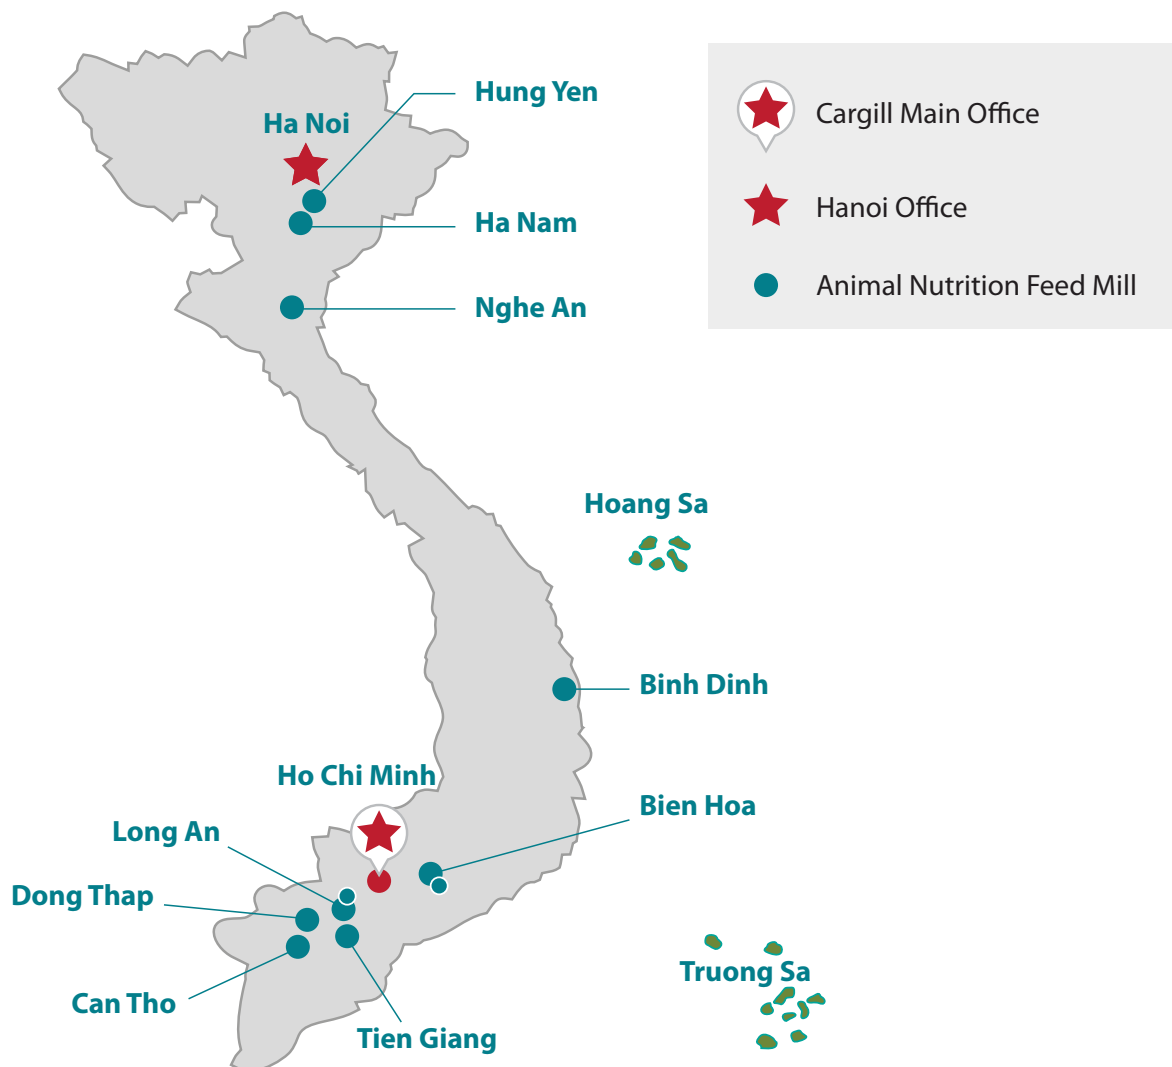 Hung Yen
Ha Noi
Ha Nam
Nghe An
Cargill Main Office
Hanoi Office
Animal Nutrition Feed Mill
Hoang Sa
Binh Dinh
Ho Chi Minh
Bien Hoa
Long An
Dong Thap
Truong Sa
Can Tho
Tien Giang